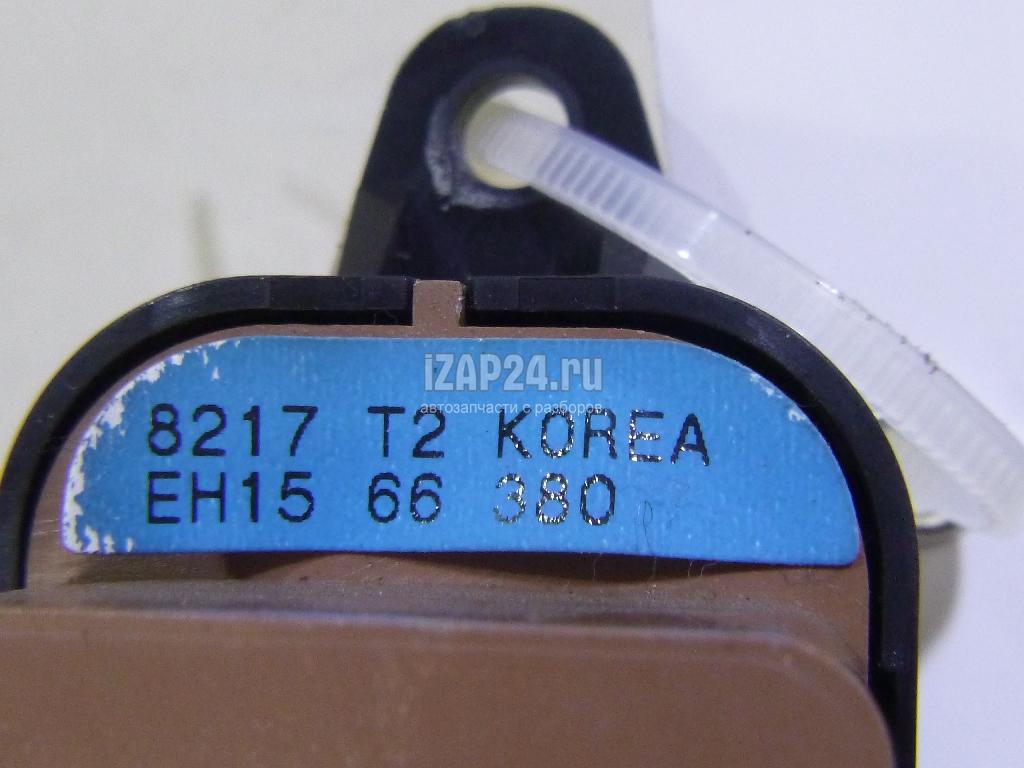 iZAP24.ru
автозапчасти с разборов
8217 T2 KOREA
EH15 66 380